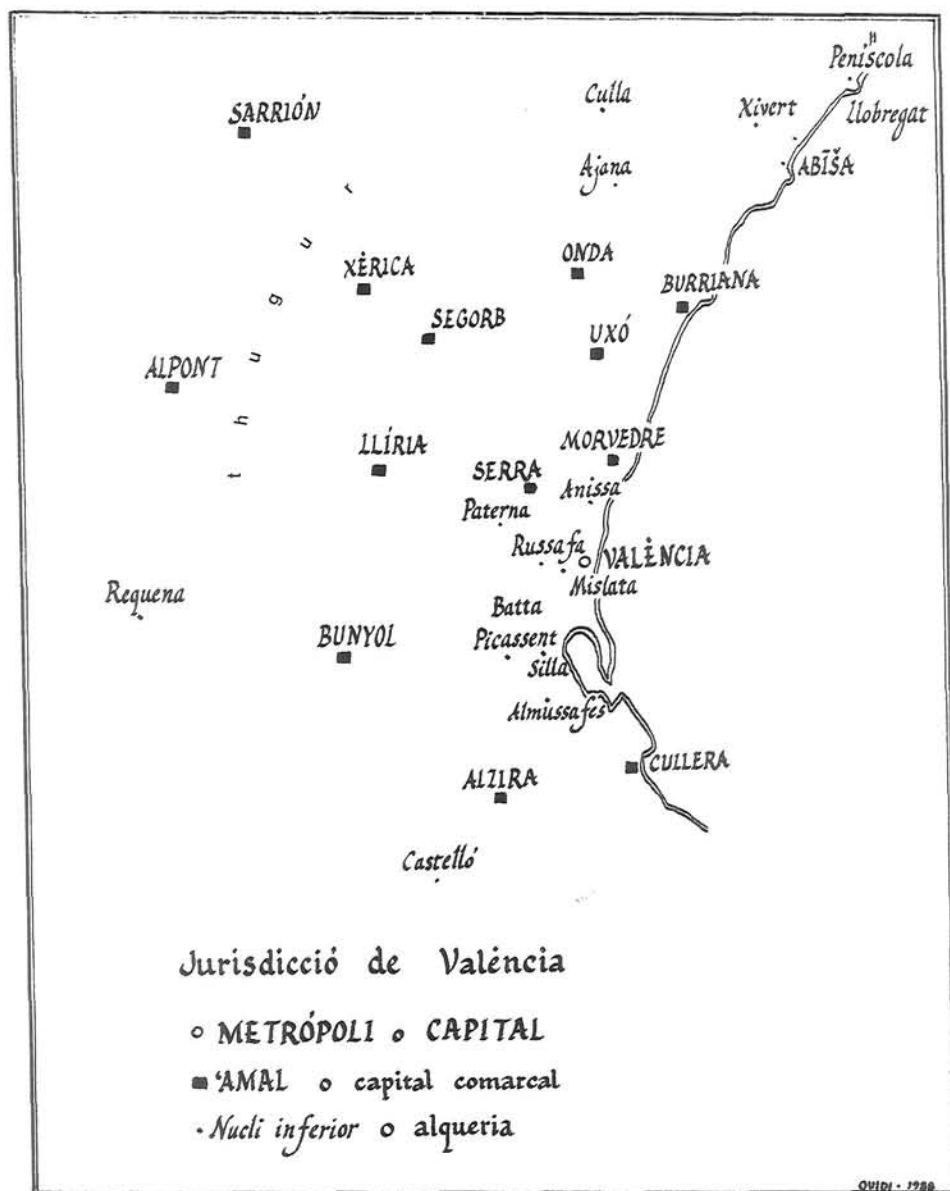 Peníscola
Culla
Xivert
Llobregat
SARRIÓN
Ajana
ABĪŠA
XÈRICA
ONDA
BURRIANA
SEGORB
UXÓ
ALPONT
thugur
LLÍRIA
MORVEDRE
SERRA
Anissa
Paterna
Russafa
VALÈNCIA
Mislata
Requena
Batta
BUNYOL
Picassent
Silla
Almussafes
CULLERA
ALZIRA
Castelló
Jurisdicció de València
METRÓPOLI o CAPITAL
'AMAL o capital comarcal
Nucli inferior o alqueria